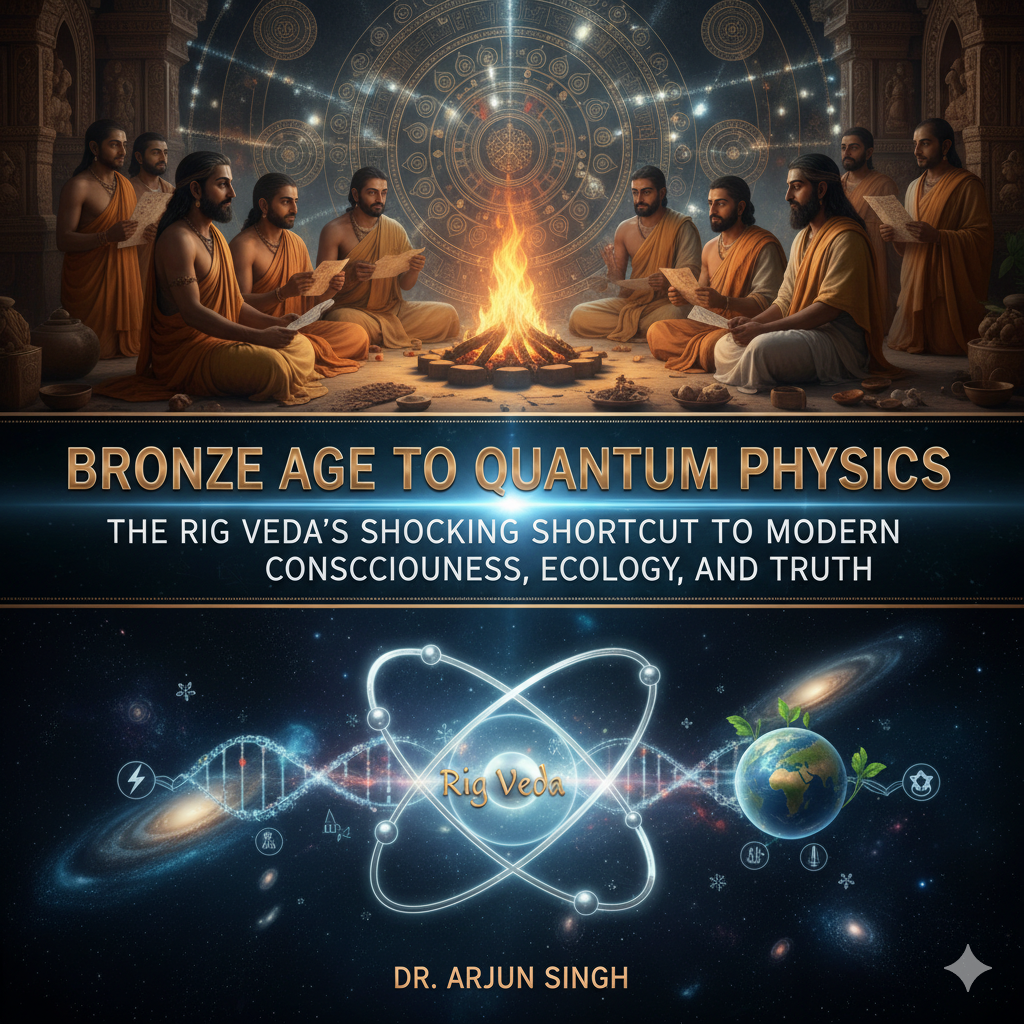 BRONZE AGE TO QUANTUM PHYSICS
THE RIG VEDA'S SHOCKING SHORTCUT TO MODERN
CONSCCIOUNESS, ECOLOGY, AND TRUTH
Rig Veda
DR. ARJUN SINGH